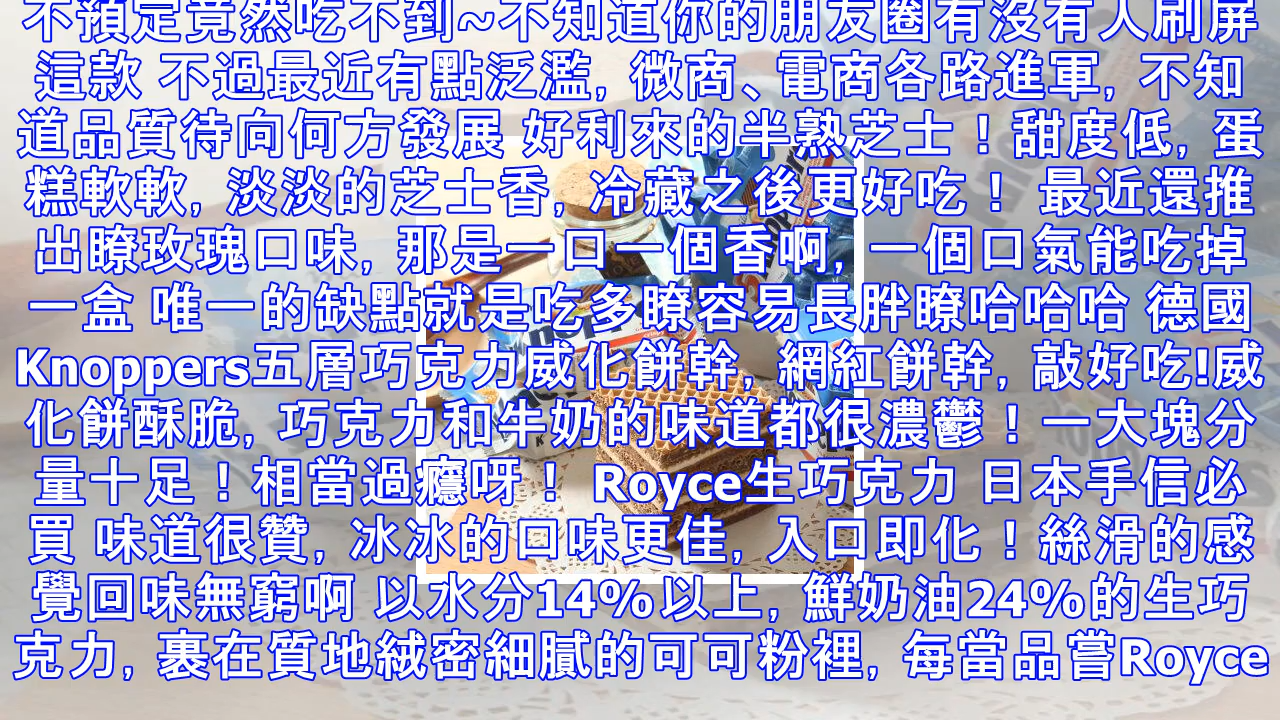 不預定竟然吃不到~不知道你的朋友圈有沒有人刷屏
這款 不過最近有點泛濫, 微商、電商各路進軍, 不知
道品質待向何方發展 好利來的半熟芝士！甜度低, 蛋
糕軟軟, 淡淡的芝士香, 冷藏之後更好吃！ 最近還推
出瞭玫瑰口味, 那是一口一個香啊, 一個口氣能吃掉
一盒 唯一的缺點就是吃多瞭容易長胖瞭哈哈哈 德國
Knoppers五層巧克力威化餅幹, 網紅餅幹, 敲好吃!威
化餅酥脆, 巧克力和牛奶的味道都很濃鬱！一大塊分
量十足！相當過癮呀！ Royce生巧克力 日本手信必
買 味道很贊, 冰冰的口味更佳, 入口即化！絲滑的感
覺回味無窮啊 以水分14%以上, 鮮奶油24%的生巧
克力, 裹在質地絨密細膩的可可粉裡, 每當品嘗Royce